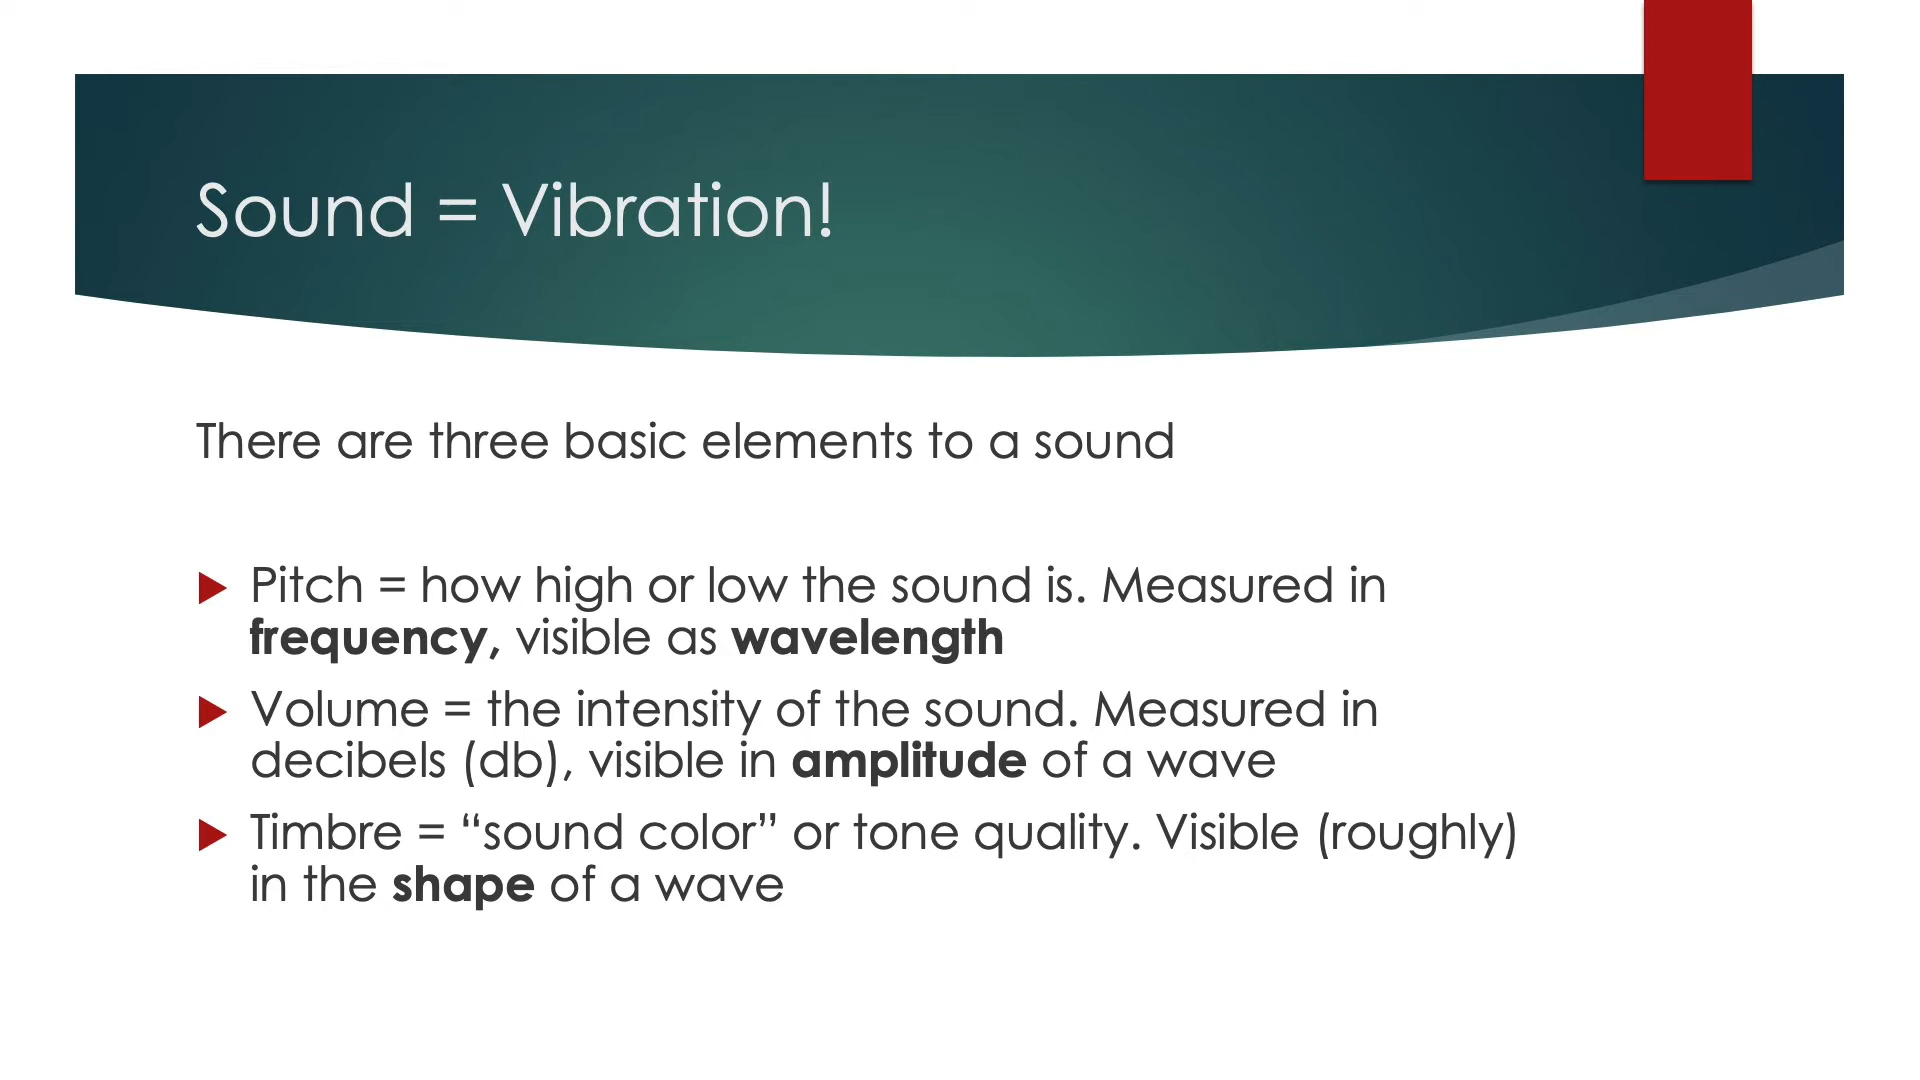 Sound = Vibration!
There are three basic elements to a sound
Pitch = how high or low the sound is. Measured in
frequency, visible as wavelength
Volume = the intensity of the sound. Measured in
decibels (db), visible in amplitude of a wave
Timbre = “sound color” or tone quality. Visible (roughly)
in the shape of a wave